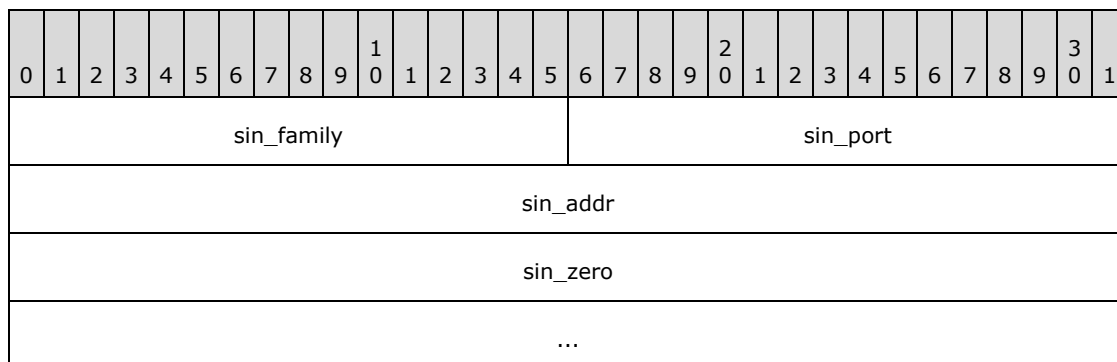 1 2 3
0 1 2 3 4 5 6 7 8 9 0 1 2 3 4 5 6 7 8 9 0 1 2 3 4 5 6 7 8 9 0 1
sin_family sin_port
sin_addr
sin_zero
...